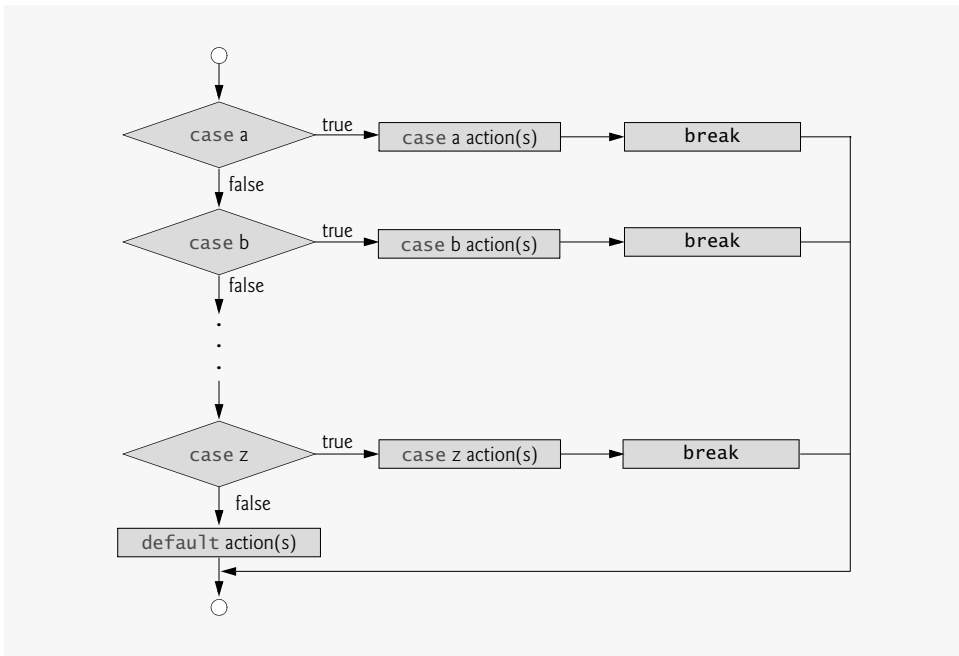 case a
true
case a action(s)
break
false
case b
true
case b action(s)
break
false
case z
true
case z action(s)
break
false
default action(s)